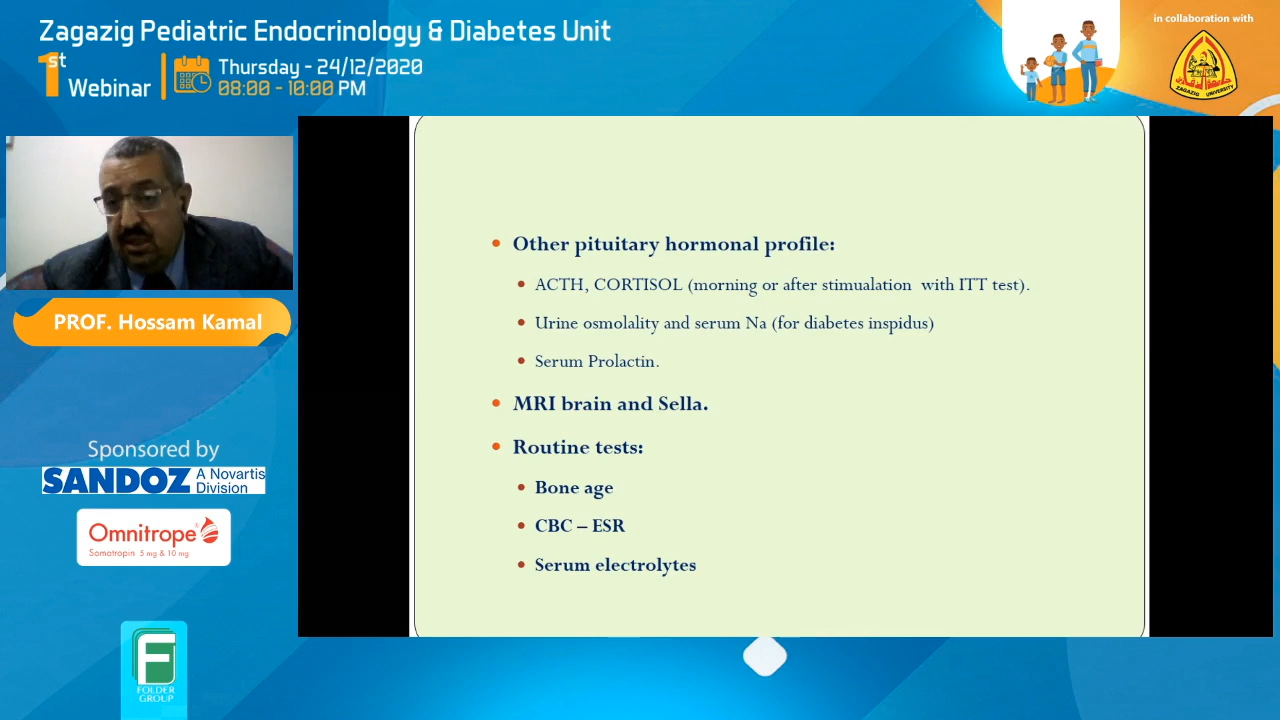 Zagazig Pediatric Endocrinology & Diabetes Unit
1st Webinar
Thursday - 24/12/2020
08:00 - 10:00 PM
in collaboration with
ZAGAZIG UNIVERSITY
PROF. Hossam Kamal
Sponsored by
SANDOZ A Novartis Division
Omnitrope
Somatropin 5 mg & 10 mg
FOLDER
GROUP
• Other pituitary hormonal profile:
• ACTH, CORTISOL (morning or after stimualation with ITT test).
• Urine osmolality and serum Na (for diabetes inspidus)
• Serum Prolactin.
• MRI brain and Sella.
• Routine tests:
• Bone age
• CBC – ESR
• Serum electrolytes